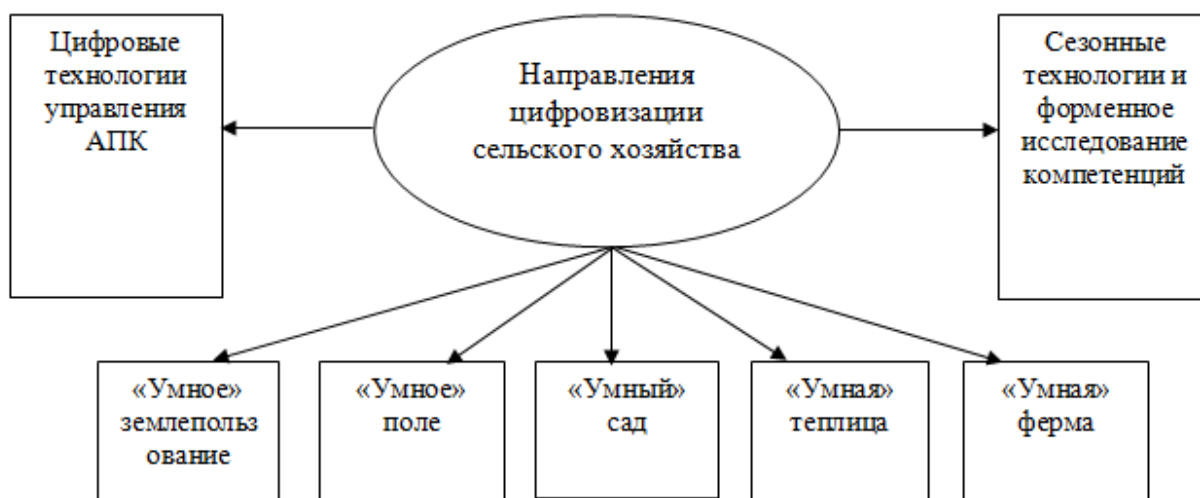 Цифровые
технологии
управления
АПК
Направления
цифровизации
сельского хозяйства
Сезонные
технологии и
форменное
исследование
компетенций
«Умное»
землепольз
ование
«Умное»
поле
«Умный»
сад
«Умная»
теплица
«Умная»
ферма